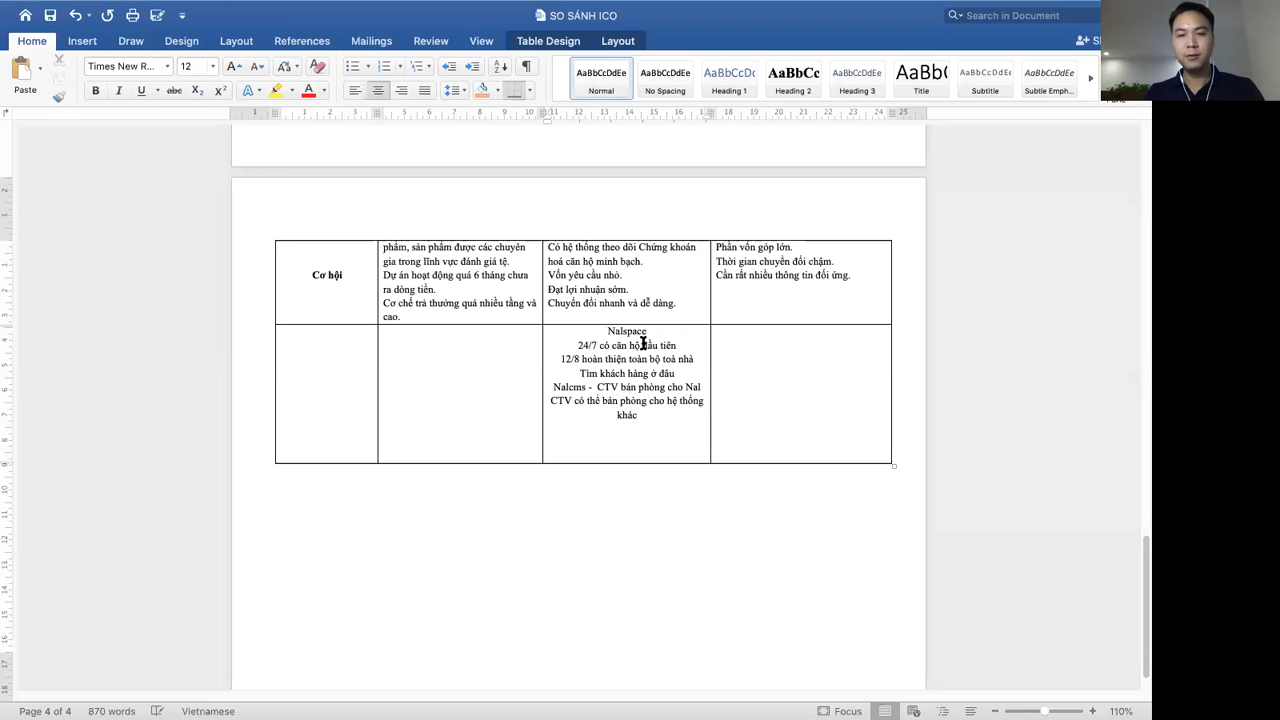 SO SÁNH ICO
Search in Document
Home
Insert
Draw
Design
Layout
References
Mailings
Review
View
Table Design
Layout
Paste
Times New R...
12
AaBbCcDdEe
Normal
AaBbCcDdEe
No Spacing
AaBbCcDc
Heading 1
AaBbCc
Heading 2
AaBbCcDdEe
Heading 3
AaBbC
Title
AaBbCcDdEe
Subtitle
AaBbCcDdEe
Subtle Emph...
Cơ hội
phẩm, sản phẩm được các chuyên
gia trong lĩnh vực đánh giá tệ.
Dự án hoạt động quá 6 tháng chưa
ra dòng tiền.
Cơ chế trả thưởng quá nhiều tầng và
cao.
Có hệ thống theo dõi Chứng khoán
hoá căn hộ minh bạch.
Vốn yêu cầu nhỏ.
Đạt lợi nhuận sớm.
Chuyển đổi nhanh và dễ dàng.
Phần vốn góp lớn.
Thời gian chuyển đổi chậm.
Cần rất nhiều thông tin đối ứng.
Nalspace
24/7 có căn hộ đầu tiên
12/8 hoàn thiện toàn bộ toà nhà
Tìm khách hàng ở đâu
Nalcms - CTV bán phòng cho Nal
CTV có thể bán phòng cho hệ thống
khác
Page 4 of 4
870 words
Vietnamese
Focus
110%